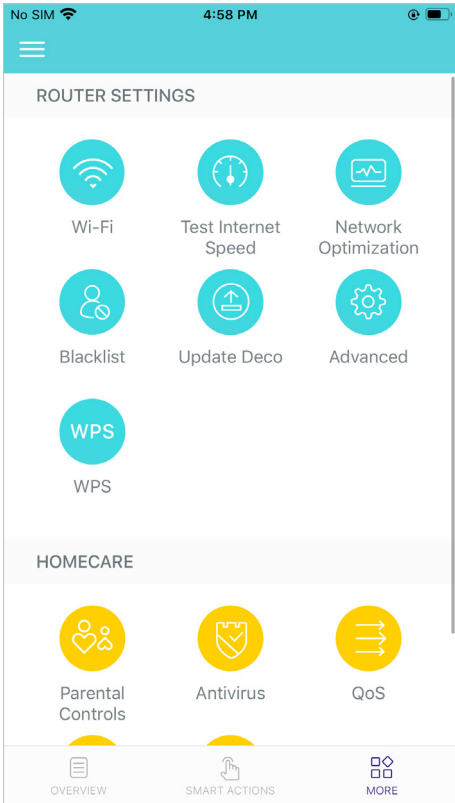 No SIM 4:58 PM
ROUTER SETTINGS
Wi-Fi
Test Internet
Speed
Network
Optimization
Blacklist
Update Deco
Advanced
WPS
WPS
HOMECARE
Parental
Controls
Antivirus
QoS
OVERVIEW
SMART ACTIONS
MORE